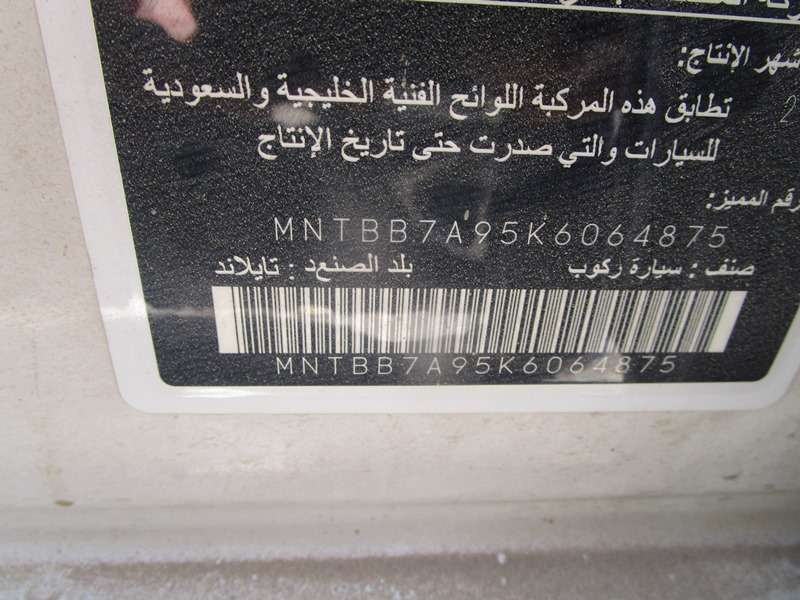 شهر الإنتاج:
تطابق هذه المركبة اللوائح الفنية الخليجية والسعودية
للسيارات والتي صدرت حتى تاريخ الإنتاج
رقم المميز:
MNTBB7A95K6064875
صنف : سيارة ركوب بلد الصنعد : تايلاند
MNTBB7A95K6064875